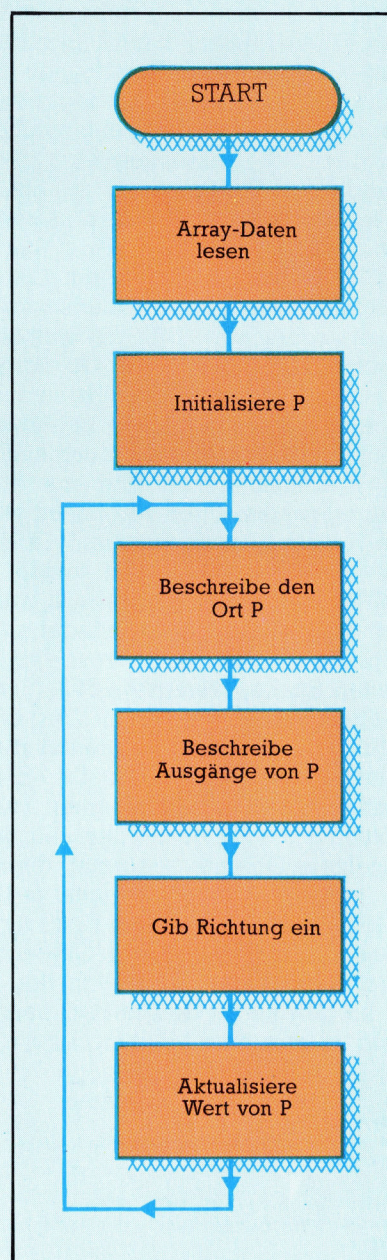 START
Array-Daten
lesen
Initialisiere P
Beschreibe den
Ort P
Beschreibe
Ausgänge von P
Gib Richtung ein
Aktualisiere
Wert von P